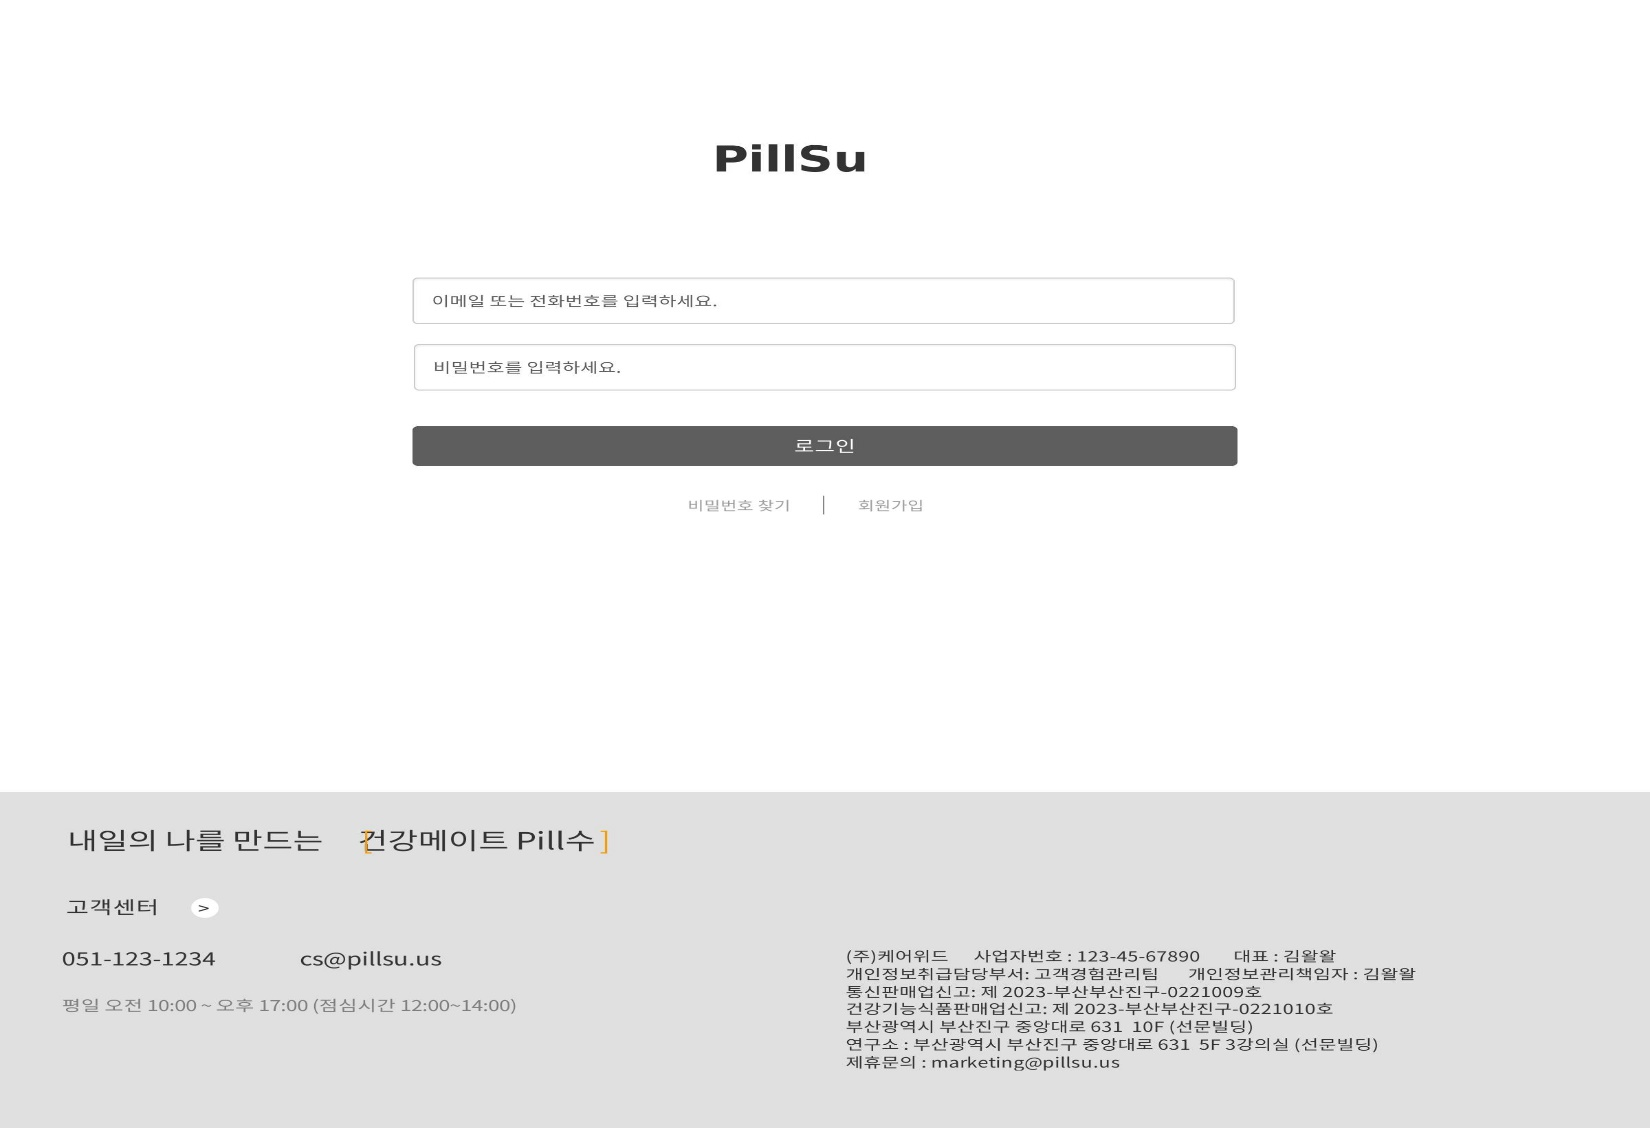 PillSu
이메일 또는 전화번호를 입력하세요.
비밀번호를 입력하세요.
로그인
비밀번호 찾기 | 회원가입
내일의 나를 만드는 [건강메이트 Pill수]
고객센터 >
051-123-1234 cs@pillsu.us
평일 오전 10:00 ~ 오후 17:00 (점심시간 12:00~14:00)
(주)케어위드 사업자번호 : 123-45-67890 대표 : 김왈왈
개인정보취급담당부서: 고객경험관리팀 개인정보관리책임자 : 김왈왈
통신판매업신고: 제 2023-부산부산진구-0221009호
건강기능식품판매업신고: 제 2023-부산부산진구-0221010호
부산광역시 부산진구 중앙대로 631 10F (선문빌딩)
연구소 : 부산광역시 부산진구 중앙대로 631 5F 3강의실 (선문빌딩)
제휴문의 : marketing@pillsu.us